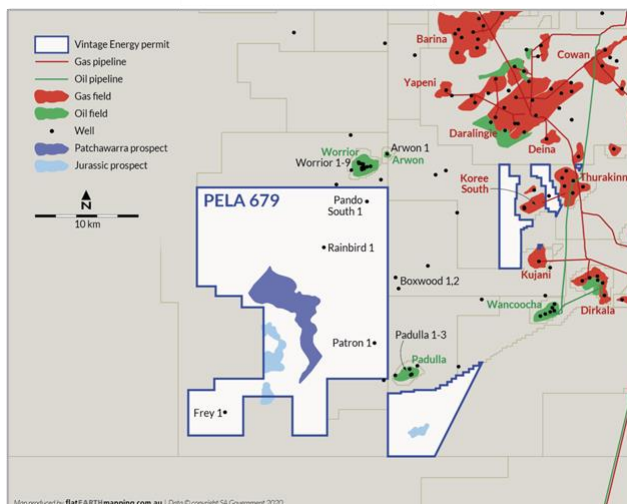 Vintage Energy permit
Gas pipeline
Oil pipeline
Gas field
Oil field
Well
Patchawarra prospect
Jurassic prospect
N
10 km
Barina
Cowan
Yapeni
Daralingie
Deina
Worrior
Arwon 1
Worrior 1-9
Arwon
Koree
South
Thurakinn
PELA 679
Pando
South 1
Rainbird 1
Kujani
Boxwood 1,2
Wancoocha
Dirkala
Padulla 1-3
Patron 1
Padulla
Frey 1
Map produced by flatEARTHmapping.com.au | Data © copyright SA Government 2020